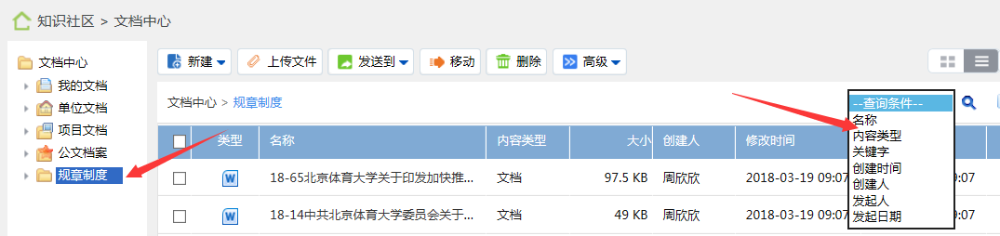 知识社区 > 文档中心
文档中心
我的文档
单位文档
项目文档
公文档案
规章制度
新建 上传文件 发送到 移动 删除 高级
文档中心 > 规章制度
--查询条件--
名称
内容类型
关键字
创建时间
创建人
发起人
发起日期
类型 名称 内容类型 大小 创建人 修改时间
18-65北京体育大学关于印发加快推... 文档 97.5 KB 周欣欣 2018-03-19 09:07 09:07
18-14中共北京体育大学委员会关于... 文档 49 KB 周欣欣 2018-03-19 09:07 09:07